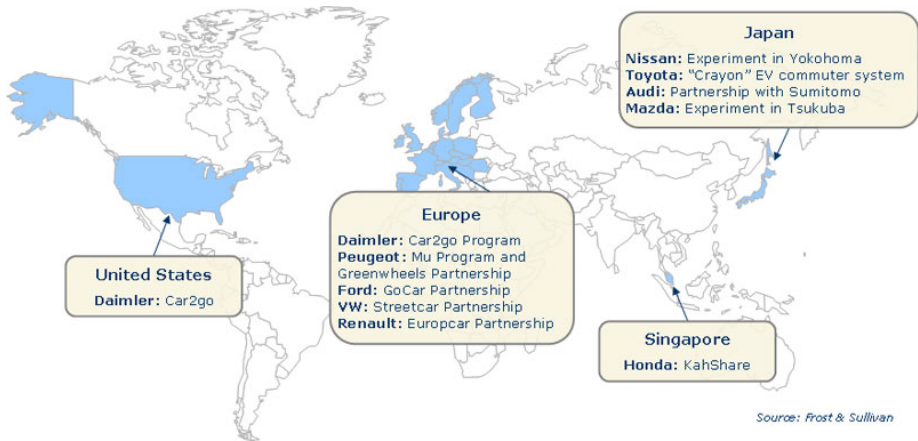 Japan
Nissan: Experiment in Yokohoma
Toyota: "Crayon" EV commuter system
Audi: Partnership with Sumitomo
Mazda: Experiment in Tsukuba
Europe
Daimler: Car2go Program
Peugeot: Mu Program and
Greenwheels Partnership
Ford: GoCar Partnership
VW: Streetcar Partnership
Renault: Europcar Partnership
United States
Daimler: Car2go
Singapore
Honda: KahShare
Source: Frost & Sullivan